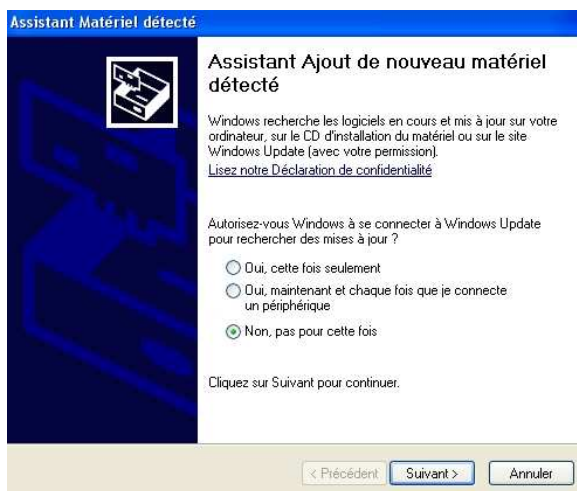 Assistant Matériel détecté
Assistant Ajout de nouveau matériel
détecté
Windows recherche les logiciels en cours et mis à jour sur votre
ordinateur, sur le CD d'installation du matériel ou sur le site
Windows Update (avec votre permission).
Lisez notre Déclaration de confidentialité
Autorisez-vous Windows à se connecter à Windows Update
pour rechercher des mises à jour ?
Oui, cette fois seulement
Oui, maintenant et chaque fois que je connecte
un périphérique
Non, pas pour cette fois
Cliquez sur Suivant pour continuer.
< Précédent Suivant > Annuler